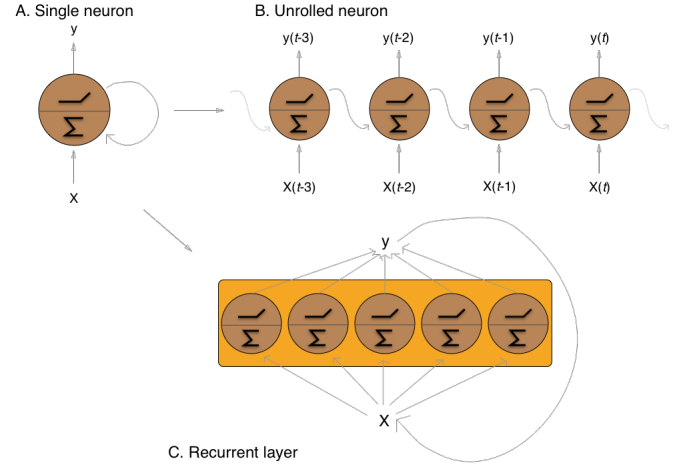 A. Single neuron
B. Unrolled neuron
y
y(t-3) y(t-2) y(t-1) y(t)
Σ
Σ Σ Σ Σ
X
X(t-3) X(t-2) X(t-1) X(t)
y
Σ Σ Σ Σ Σ
X
C. Recurrent layer